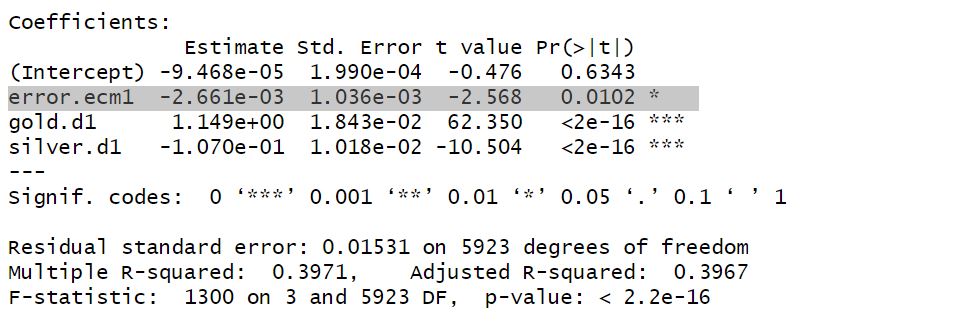 Coefficients:
Estimate Std. Error t value Pr(>|t|)
(Intercept) -9.468e-05 1.990e-04 -0.476 0.6343
error.ecm1 -2.661e-03 1.036e-03 -2.568 0.0102 *
gold.d1 1.149e+00 1.843e-02 62.350 <2e-16 ***
silver.d1 -1.070e-01 1.018e-02 -10.504 <2e-16 ***
---
Signif. codes: 0 ‘***’ 0.001 ‘**’ 0.01 ‘*’ 0.05 ‘.’ 0.1 ‘ ’ 1
Residual standard error: 0.01531 on 5923 degrees of freedom
Multiple R-squared: 0.3971, Adjusted R-squared: 0.3967
F-statistic: 1300 on 3 and 5923 DF, p-value: < 2.2e-16